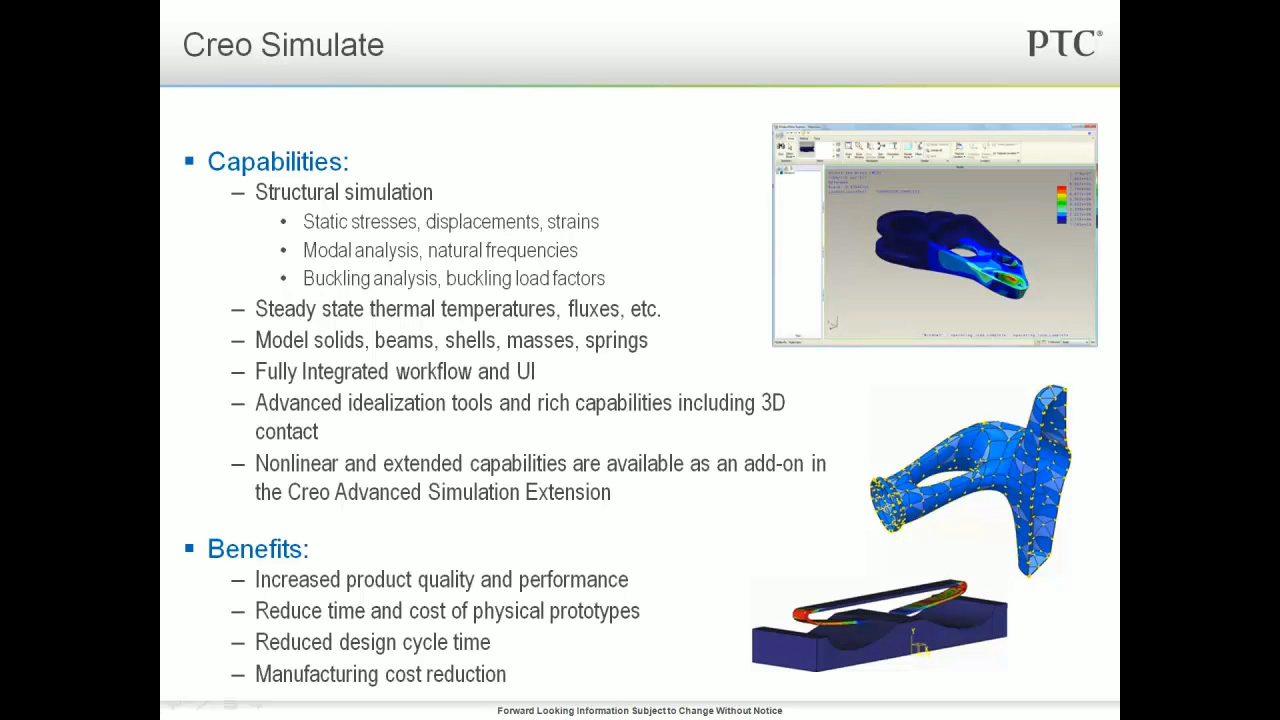 Creo Simulate
PTC®
▪ Capabilities:
– Structural simulation
• Static stresses, displacements, strains
• Modal analysis, natural frequencies
• Buckling analysis, buckling load factors
– Steady state thermal temperatures, fluxes, etc.
– Model solids, beams, shells, masses, springs
– Fully Integrated workflow and UI
– Advanced idealization tools and rich capabilities including 3D
contact
– Nonlinear and extended capabilities are available as an add-on in
the Creo Advanced Simulation Extension
▪ Benefits:
– Increased product quality and performance
– Reduce time and cost of physical prototypes
– Reduced design cycle time
– Manufacturing cost reduction
Y
Forward Looking Information Subject to Change Without Notice